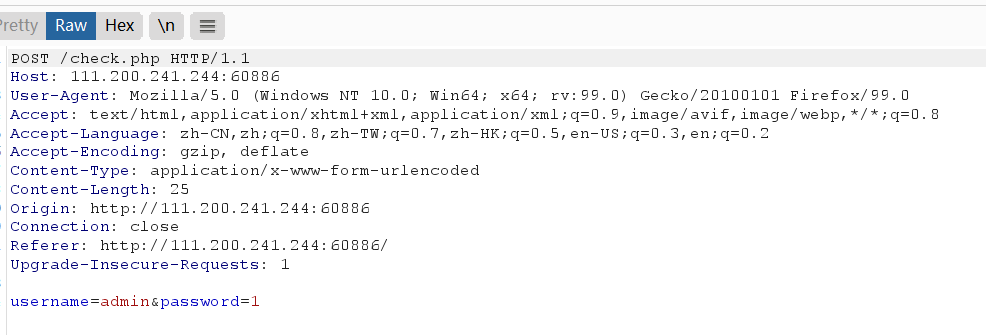 Pretty Raw Hex \n
POST /check.php HTTP/1.1
Host: 111.200.241.244:60886
User-Agent: Mozilla/5.0 (Windows NT 10.0; Win64; x64; rv:99.0) Gecko/20100101 Firefox/99.0
Accept: text/html,application/xhtml+xml,application/xml;q=0.9,image/avif,image/webp,*/*;q=0.8
Accept-Language: zh-CN,zh;q=0.8,zh-TW;q=0.7,zh-HK;q=0.5,en-US;q=0.3,en;q=0.2
Accept-Encoding: gzip, deflate
Content-Type: application/x-www-form-urlencoded
Content-Length: 25
Origin: http://111.200.241.244:60886
Connection: close
Referer: http://111.200.241.244:60886/
Upgrade-Insecure-Requests: 1
username=admin&password=1